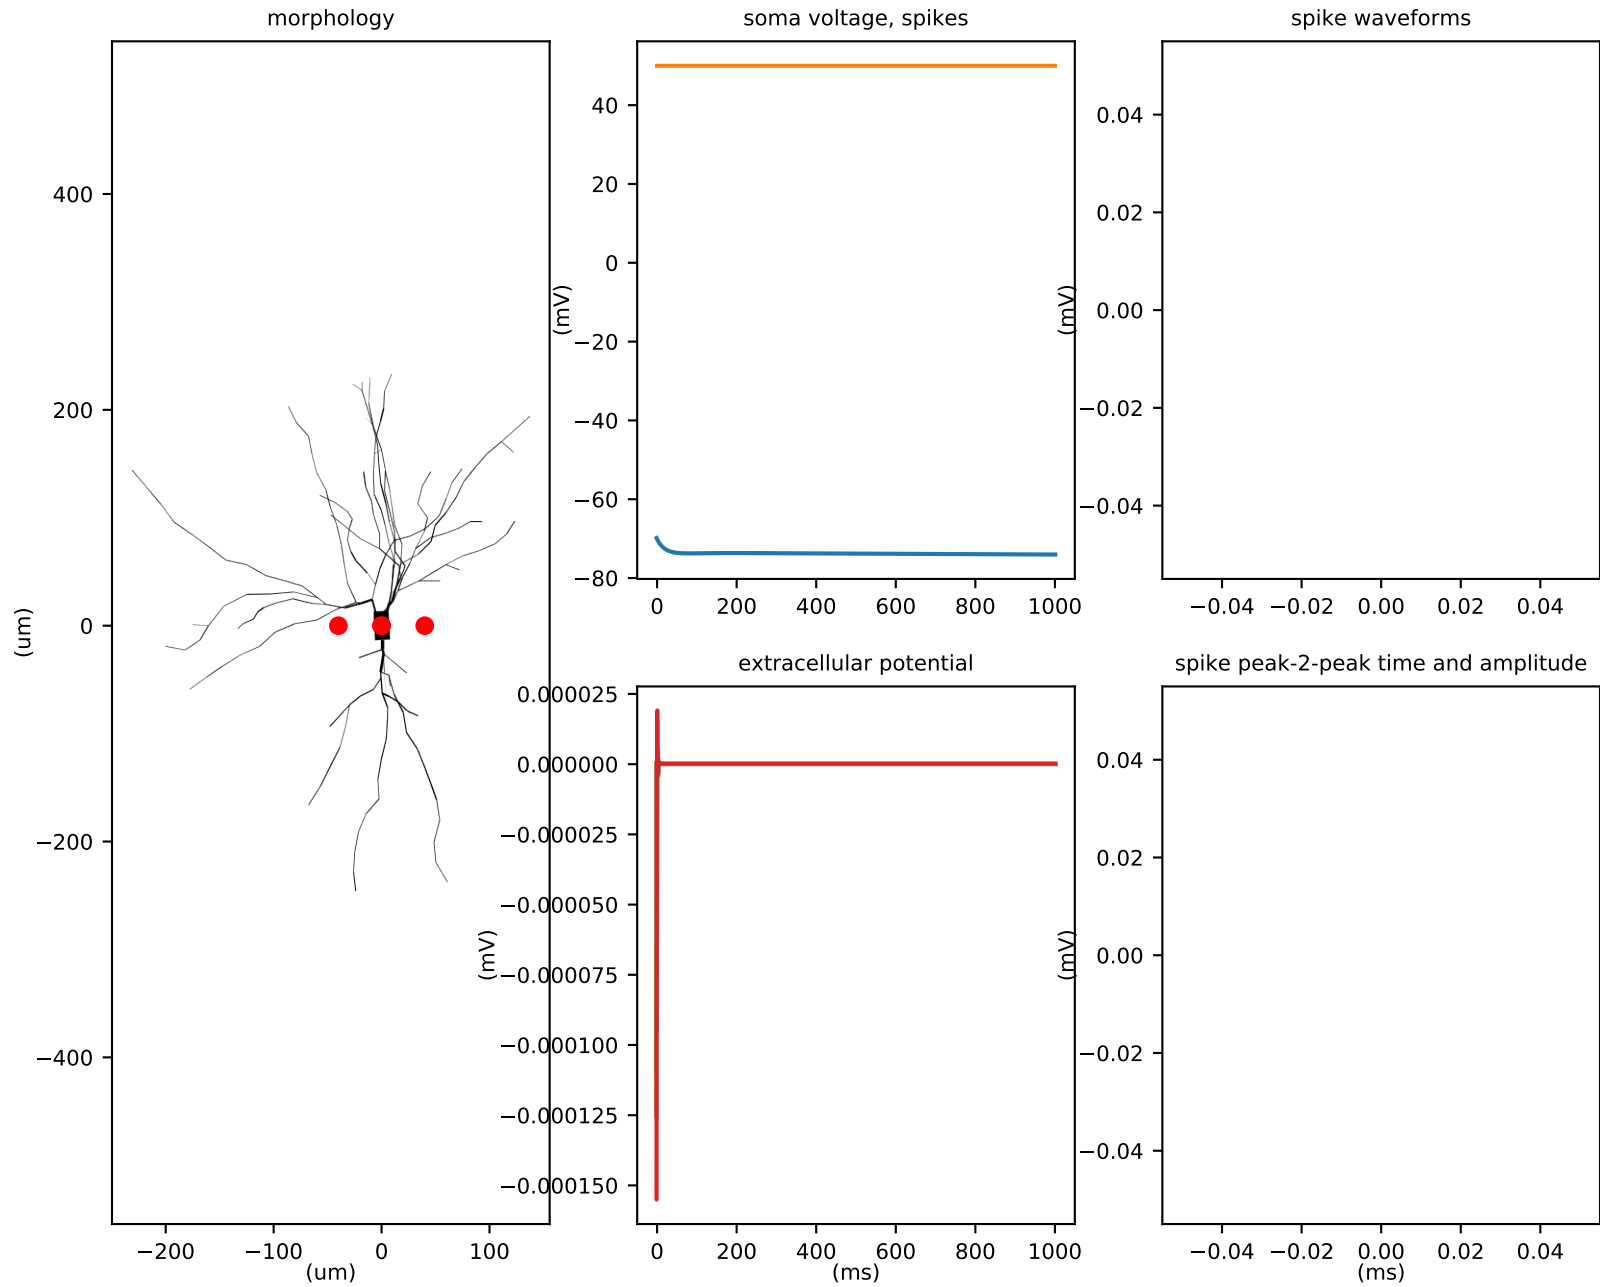 morphology
soma voltage, spikes
spike waveforms
400
200
0
−200
−400
(um)
−200 −100 0 100
(um)
40
20
0
−20
−40
−60
−80
(mV)
0 200 400 600 800 1000
0.04
0.02
0.00
−0.02
−0.04
(mV)
−0.04 −0.02 0.00 0.02 0.04
extracellular potential
spike peak-2-peak time and amplitude
0.000025
0.000000
−0.000025
−0.000050
−0.000075
−0.000100
−0.000125
−0.000150
(mV)
0 200 400 600 800 1000
(ms)
0.04
0.02
0.00
−0.02
−0.04
(mV)
−0.04 −0.02 0.00 0.02 0.04
(ms)